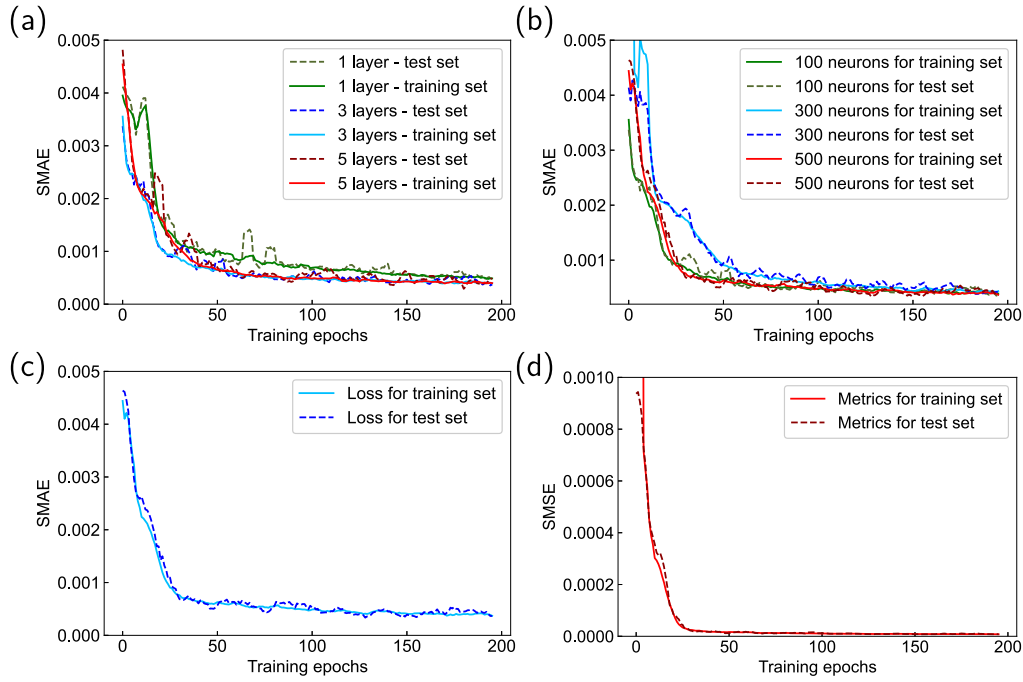 (a)
0.005
0.004
0.003
0.002
0.001
0.000
SMAE
0 50 100 150 200
Training epochs
1 layer - test set
1 layer - training set
3 layers - test set
3 layers - training set
5 layers - test set
5 layers - training set
(b)
0.005
0.004
0.003
0.002
0.001
SMAE
0 50 100 150 200
Training epochs
100 neurons for training set
100 neurons for test set
300 neurons for training set
300 neurons for test set
500 neurons for training set
500 neurons for test set
(c)
0.005
0.004
0.003
0.002
0.001
0.000
SMAE
0 50 100 150 200
Training epochs
Loss for training set
Loss for test set
(d)
0.0010
0.0008
0.0006
0.0004
0.0002
0.0000
SMSE
0 50 100 150 200
Training epochs
Metrics for training set
Metrics for test set